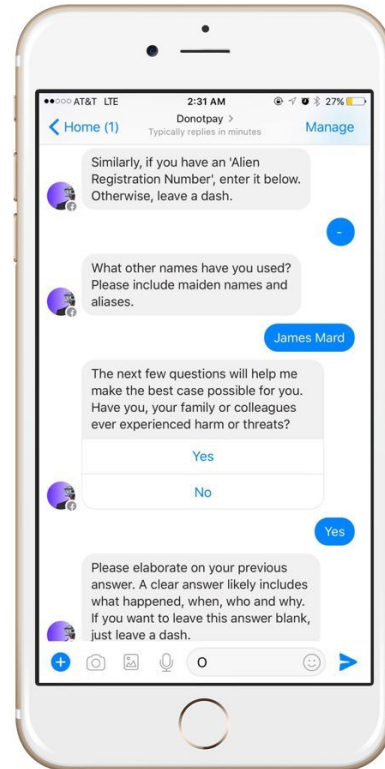 AT&T LTE 2:31 AM 27%
Home (1) Donotpay > Manage
Typically replies in minutes
Similarly, if you have an 'Alien
Registration Number', enter it below.
Otherwise, leave a dash.
-
What other names have you used?
Please include maiden names and
aliases.
James Mard
The next few questions will help me
make the best case possible for you.
Have you, your family or colleagues
ever experienced harm or threats?
Yes
No
Yes
Please elaborate on your previous
answer. A clear answer likely includes
what happened, when, who and why.
If you want to leave this answer blank,
just leave a dash.
O